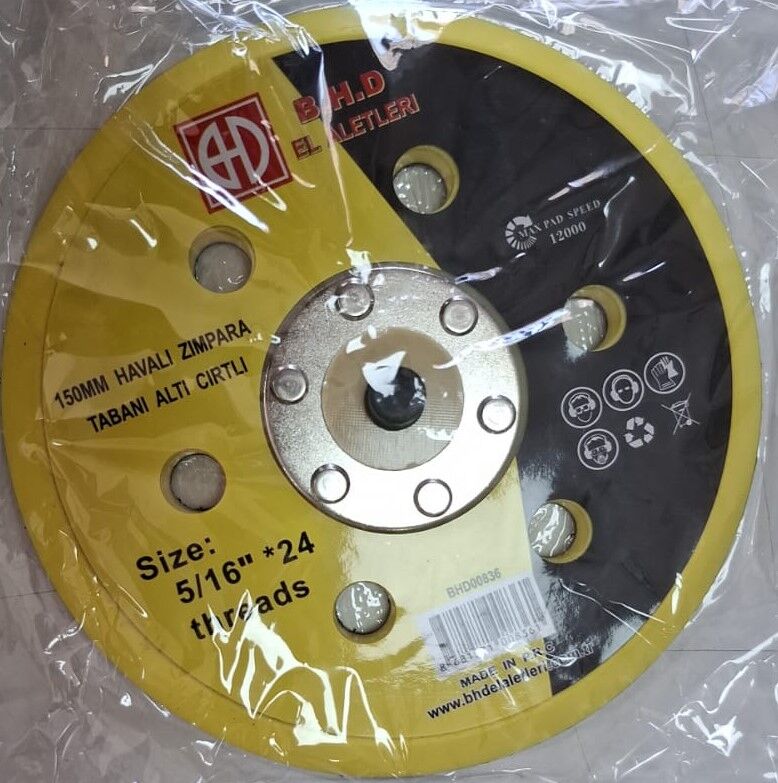 BHD
B.H.D
EL ALETLERI
MAX PAD SPEED
12000
150MM HAVALI ZIMPARA
TABANI ALTI CIRTLI
Size:
5/16" *24
threads
BHD00836
MADE IN P.R.C